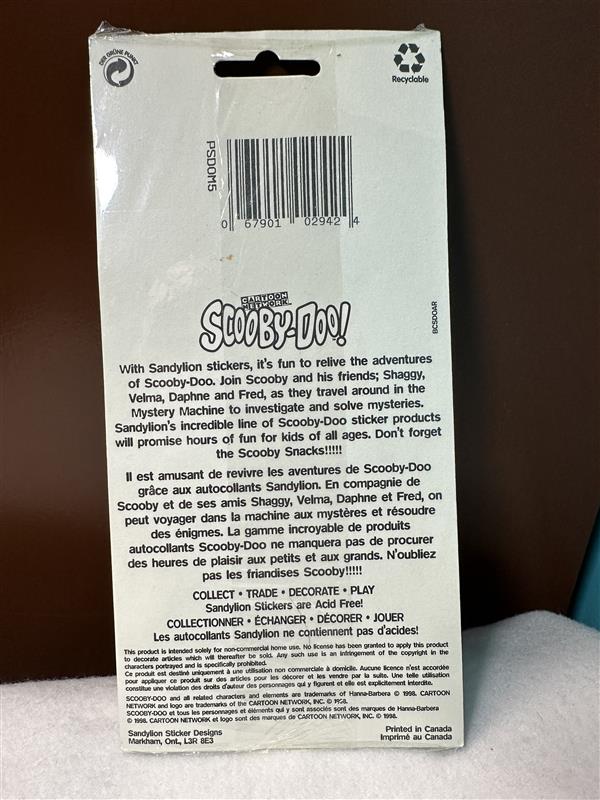 DER GRÜNE PUNKT
Recyclable
PSDOM5
0 67901 02942 4
CARTOON NETWORK
SCOOBY-DOO!
BCSDOAR
With Sandylion stickers, it's fun to relive the adventures
of Scooby-Doo. Join Scooby and his friends; Shaggy,
Velma, Daphne and Fred, as they travel around in the
Mystery Machine to investigate and solve mysteries.
Sandylion's incredible line of Scooby-Doo sticker products
will promise hours of fun for kids of all ages. Don't forget
the Scooby Snacks!!!!!
Il est amusant de revivre les aventures de Scooby-Doo
grâce aux autocollants Sandylion. En compagnie de
Scooby et de ses amis Shaggy, Velma, Daphne et Fred, on
peut voyager dans la machine aux mystères et résoudre
des énigmes. La gamme incroyable de produits
autocollants Scooby-Doo ne manquera pas de procurer
des heures de plaisir aux petits et aux grands. N'oubliez
pas les friandises Scooby!!!!!
COLLECT • TRADE • DECORATE • PLAY
Sandylion Stickers are Acid Free!
COLLECTIONNER • ÉCHANGER • DÉCORER • JOUER
Les autocollants Sandylion ne contiennent pas d'acides!
This product is intended solely for non-commercial home use. No license has been granted to apply this product
to decorate articles which will thereafter be sold. Any such use is an infringement of the copyright in the
characters portrayed and is specifically prohibited.
Ce produit est destiné uniquement à une utilisation non commerciale à domicile. Aucune licence n'est accordée
pour appliquer ce produit sur des articles pour les décorer et les vendre par la suite. Une telle utilisation
constitue une violation des droits d'auteur des personnages qui y figurent et elle est explicitement interdite.
SCOOBY-DOO and all related characters and elements are trademarks of Hanna-Barbera © 1998. CARTOON
NETWORK and logo are trademarks of the CARTOON NETWORK, INC. © 1998.
SCOOBY-DOO et tous les personnages et éléments qui y sont associés sont des marques de Hanna-Barbera
© 1998. CARTOON NETWORK et logo sont des marques de CARTOON NETWORK, INC. © 1998.
Sandylion Sticker Designs
Markham, Ont., L3R 8E3
Printed in Canada
Imprimé au Canada